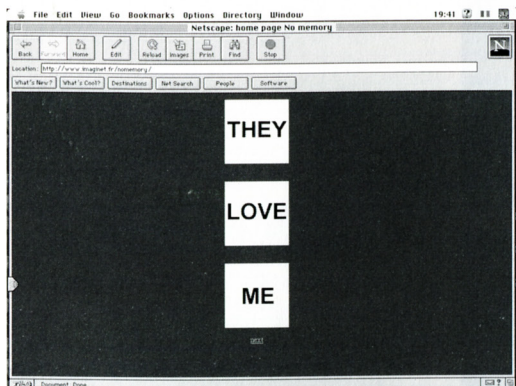 File Edit View Go Bookmarks Options Directory Window 19:41
Netscape: home page No memory
Back Forward Home Edit Reload Images Print Find Stop
N
Location: http://www.imaginet.fr/nomemory/
What's New? What's Cool? Destinations Net Search People Software
THEY
LOVE
ME
next
Document: Done.